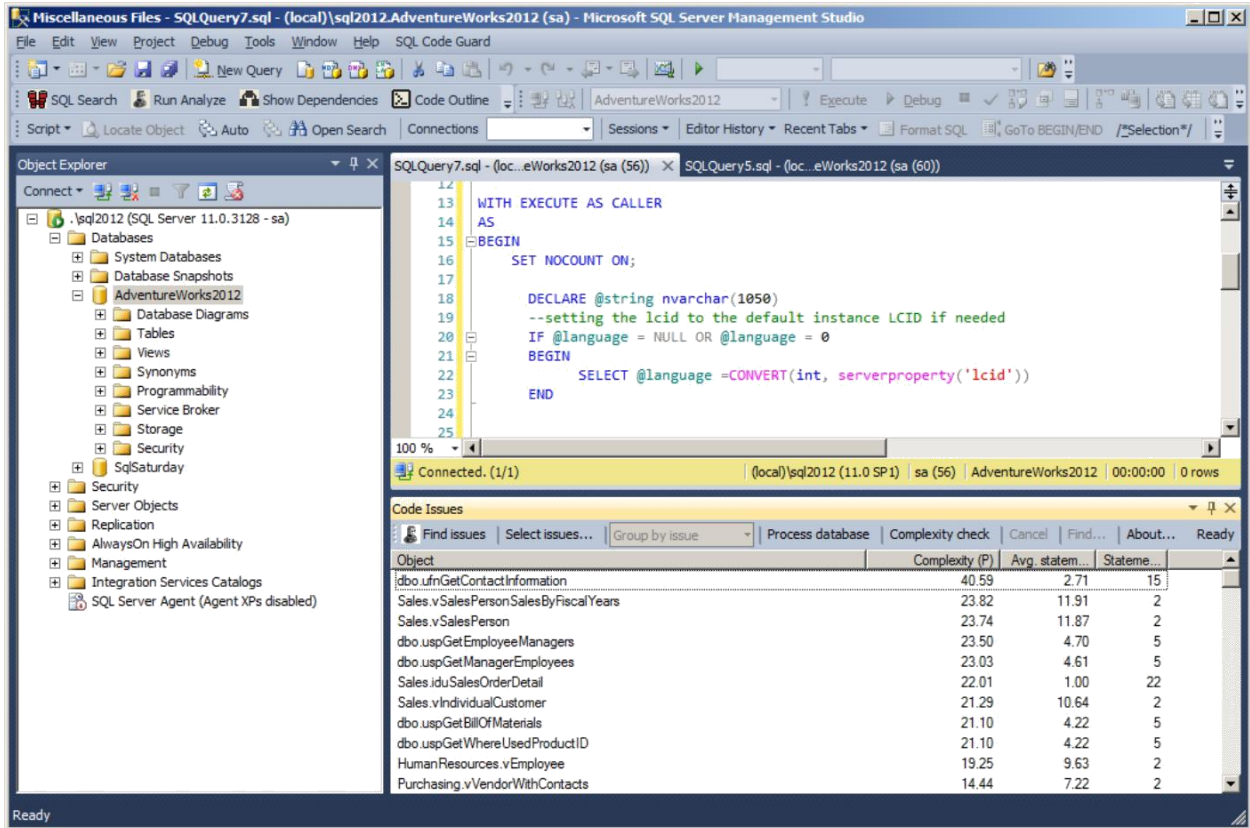 Miscellaneous Files - SQLQuery7.sql - (local)\sql2012.AdventureWorks2012 (sa) - Microsoft SQL Server Management Studio
File Edit View Project Debug Tools Window Help SQL Code Guard
New Query
SQL Search Run Analyze Show Dependencies Code Outline AdventureWorks2012 Execute Debug
Script Locate Object Auto Open Search Connections Sessions Editor History Recent Tabs Format SQL GoTo BEGIN/END /*Selection*/
Object Explorer
Connect
.\sql2012 (SQL Server 11.0.3128 - sa)
Databases
System Databases
Database Snapshots
AdventureWorks2012
Database Diagrams
Tables
Views
Synonyms
Programmability
Service Broker
Storage
Security
SqlSaturday
Security
Server Objects
Replication
AlwaysOn High Availability
Management
Integration Services Catalogs
SQL Server Agent (Agent XPs disabled)
SQLQuery7.sql - (loc...eWorks2012 (sa (56)) SQLQuery5.sql - (loc...eWorks2012 (sa (60))
12
13 WITH EXECUTE AS CALLER
14 AS
15 BEGIN
16 SET NOCOUNT ON;
17
18 DECLARE @string nvarchar(1050)
19 --setting the lcid to the default instance LCID if needed
20 IF @language = NULL OR @language = 0
21 BEGIN
22 SELECT @language =CONVERT(int, serverproperty('lcid'))
23 END
24
25
100 %
Connected. (1/1) (local)\sql2012 (11.0 SP1) sa (56) AdventureWorks2012 00:00:00 0 rows
Code Issues
Find issues Select issues... Group by issue Process database Complexity check Cancel Find... About... Ready
Object Complexity (P) Avg. statem... Stateme...
dbo.ufnGetContactInformation 40.59 2.71 15
Sales.vSalesPersonSalesByFiscalYears 23.82 11.91 2
Sales.vSalesPerson 23.74 11.87 2
dbo.uspGetEmployeeManagers 23.50 4.70 5
dbo.uspGetManagerEmployees 23.03 4.61 5
Sales.iduSalesOrderDetail 22.01 1.00 22
Sales.vIndividualCustomer 21.29 10.64 2
dbo.uspGetBillOfMaterials 21.10 4.22 5
dbo.uspGetWhereUsedProductID 21.10 4.22 5
HumanResources.vEmployee 19.25 9.63 2
Purchasing.vVendorWithContacts 14.44 7.22 2
Ready